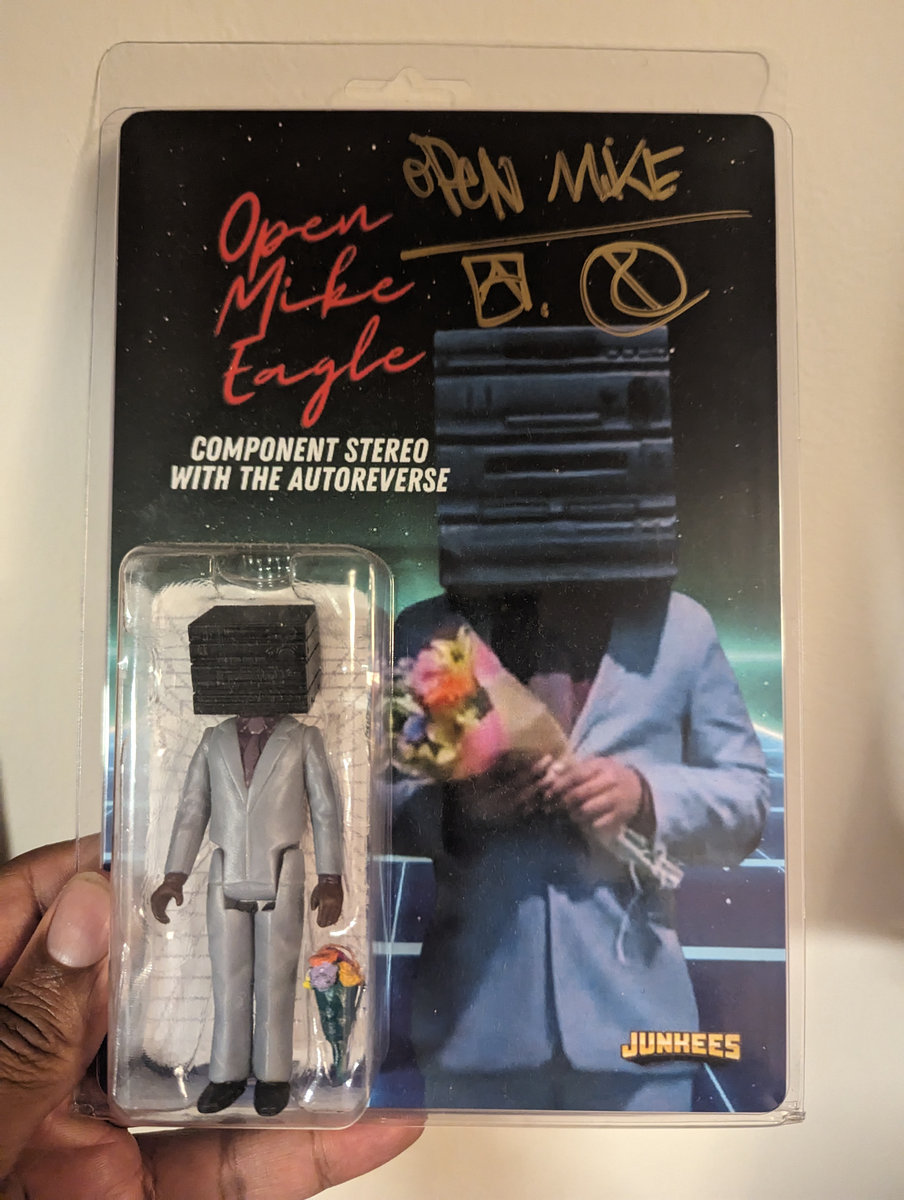 OPEN MIKE
Open
Mike
Eagle
COMPONENT STEREO
WITH THE AUTOREVERSE
JUNKEES